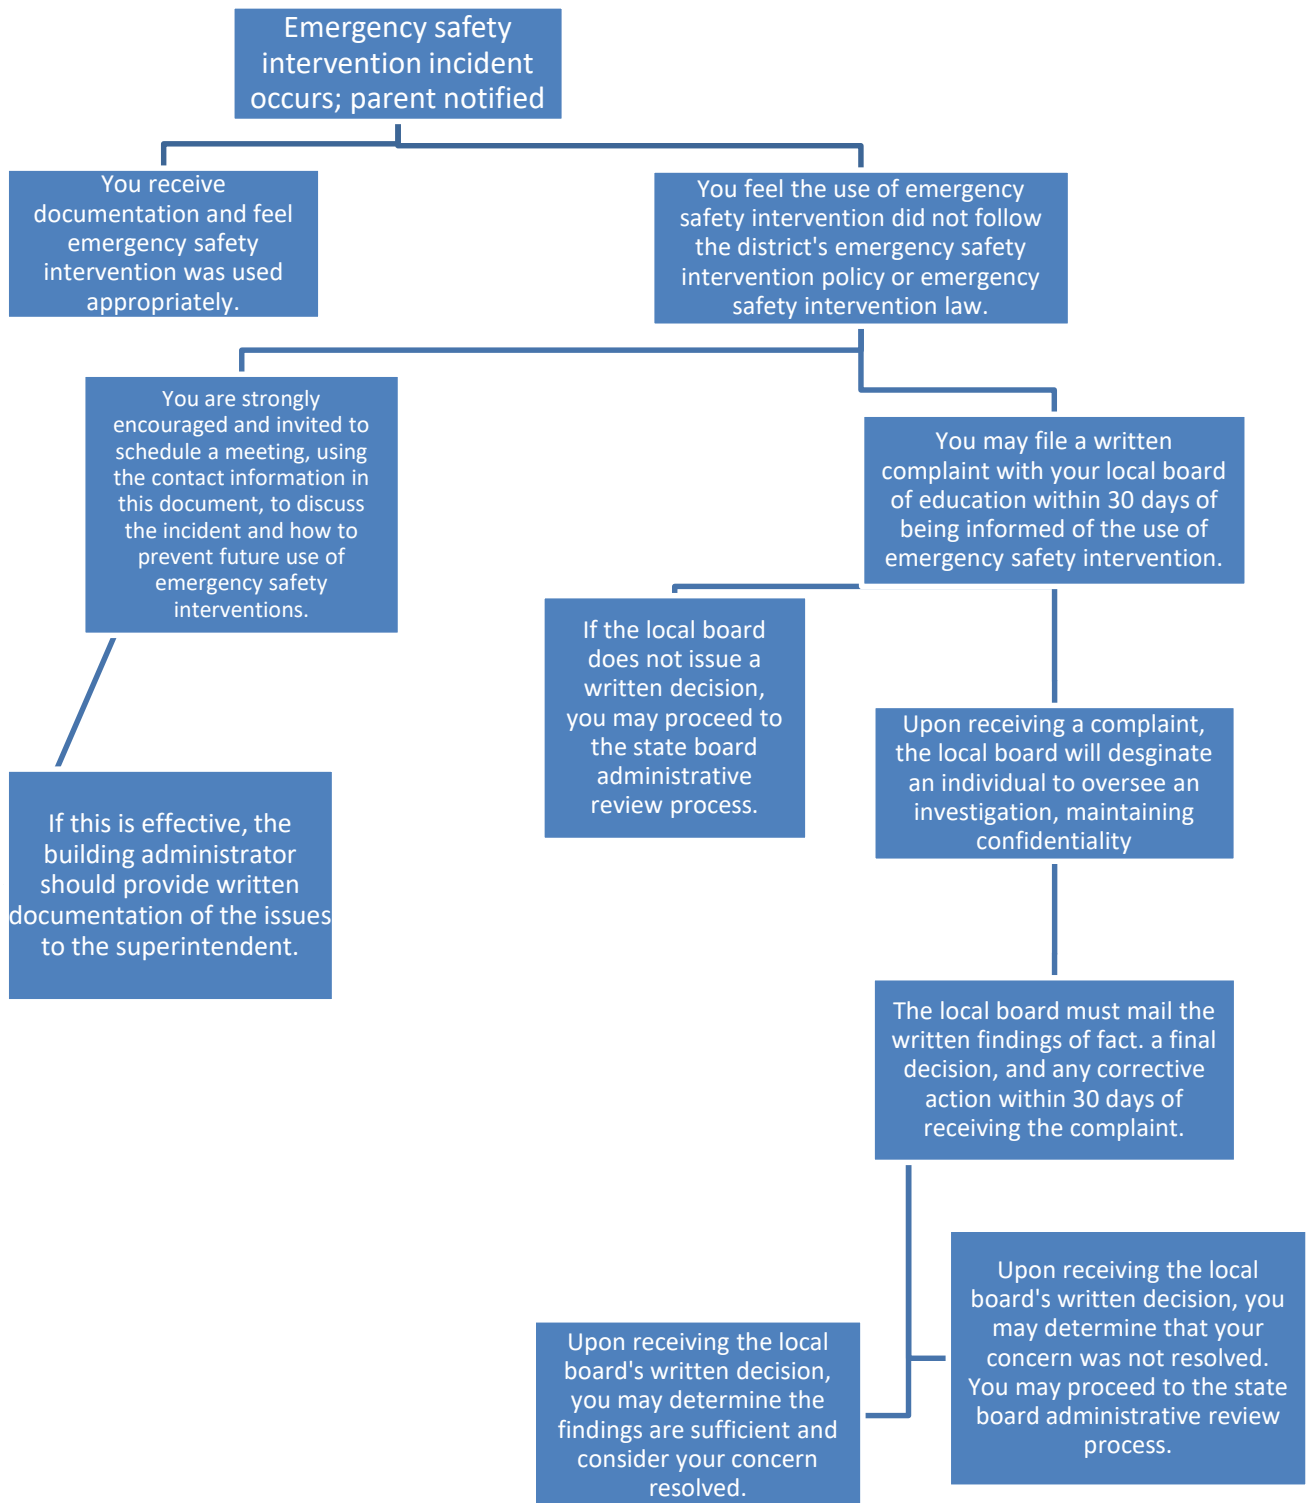 Emergency safety
intervention incident
occurs; parent notified
You receive
documentation and feel
emergency safety
intervention was used
appropriately.
You feel the use of emergency
safety intervention did not follow
the district's emergency safety
intervention policy or emergency
safety intervention law.
You are strongly
encouraged and invited to
schedule a meeting, using
the contact information in
this document, to discuss
the incident and how to
prevent future use of
emergency safety
interventions.
If this is effective, the
building administrator
should provide written
documentation of the issues
to the superintendent.
You may file a written
complaint with your local board
of education within 30 days of
being informed of the use of
emergency safety intervention.
If the local board
does not issue a
written decision,
you may proceed to
the state board
administrative
review process.
Upon receiving a complaint,
the local board will desginate
an individual to oversee an
investigation, maintaining
confidentiality
The local board must mail the
written findings of fact. a final
decision, and any corrective
action within 30 days of
receiving the complaint.
Upon receiving the local
board's written decision,
you may determine the
findings are sufficient and
consider your concern
resolved.
Upon receiving the local
board's written decision, you
may determine that your
concern was not resolved.
You may proceed to the state
board administrative review
process.